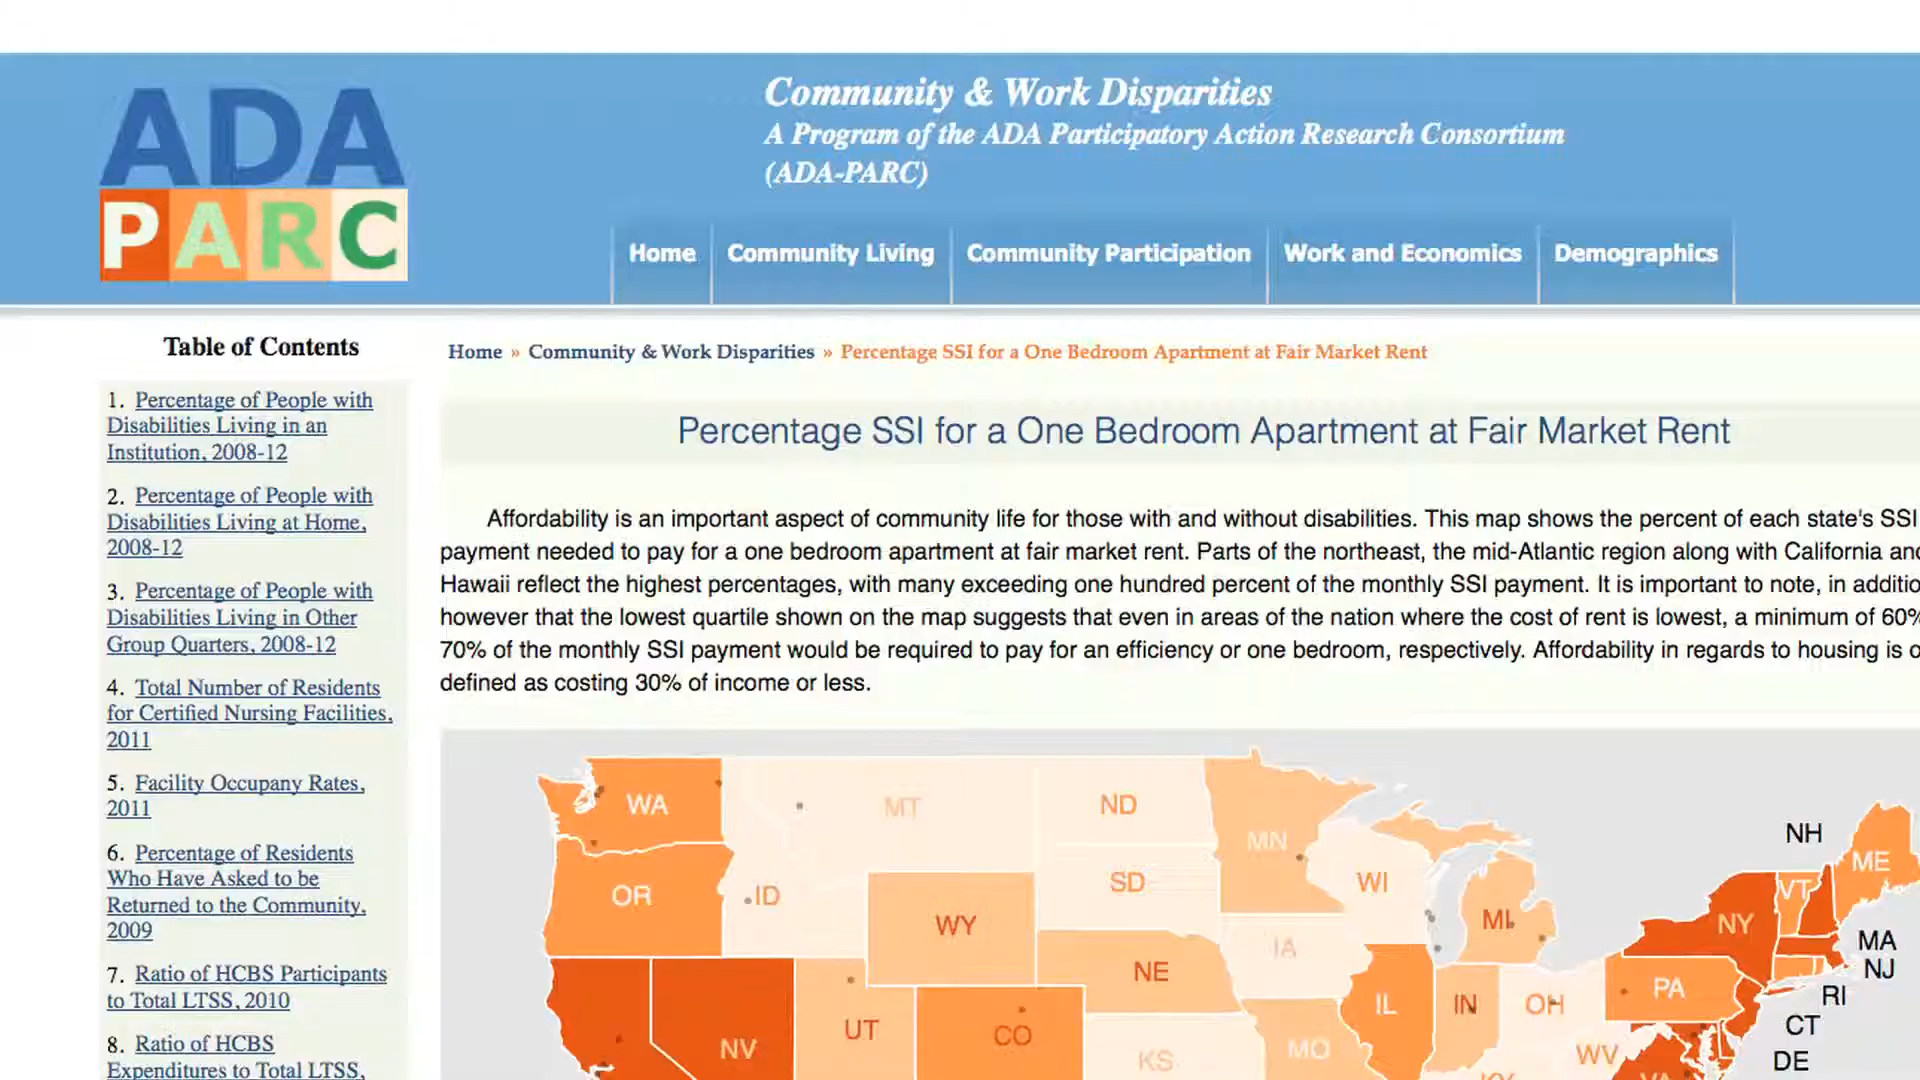 ADA
PARC
Community & Work Disparities
A Program of the ADA Participatory Action Research Consortium
(ADA-PARC)
Home
Community Living
Community Participation
Work and Economics
Demographics
Table of Contents
1. Percentage of People with
Disabilities Living in an
Institution, 2008-12
2. Percentage of People with
Disabilities Living at Home,
2008-12
3. Percentage of People with
Disabilities Living in Other
Group Quarters, 2008-12
4. Total Number of Residents
for Certified Nursing Facilities,
2011
5. Facility Occupany Rates,
2011
6. Percentage of Residents
Who Have Asked to be
Returned to the Community,
2009
7. Ratio of HCBS Participants
to Total LTSS, 2010
8. Ratio of HCBS
Expenditures to Total LTSS,
Home » Community & Work Disparities » Percentage SSI for a One Bedroom Apartment at Fair Market Rent
Percentage SSI for a One Bedroom Apartment at Fair Market Rent
Affordability is an important aspect of community life for those with and without disabilities. This map shows the percent of each state's SSI
payment needed to pay for a one bedroom apartment at fair market rent. Parts of the northeast, the mid-Atlantic region along with California
Hawaii reflect the highest percentages, with many exceeding one hundred percent of the monthly SSI payment. It is important to note, in
however that the lowest quartile shown on the map suggests that even in areas of the nation where the cost of rent is lowest, a minimum of 60%
70% of the monthly SSI payment would be required to pay for an efficiency or one bedroom, respectively. Affordability in regards to housing is
defined as costing 30% of income or less.
WA
MT
ND
MN
NH
ME
OR
ID
SD
WI
VT
WY
MI
NY
IA
MA
NE
NJ
PA
IL
IN
OH
RI
UT
CO
CT
NV
KS
MO
WV
DE
KY
VA